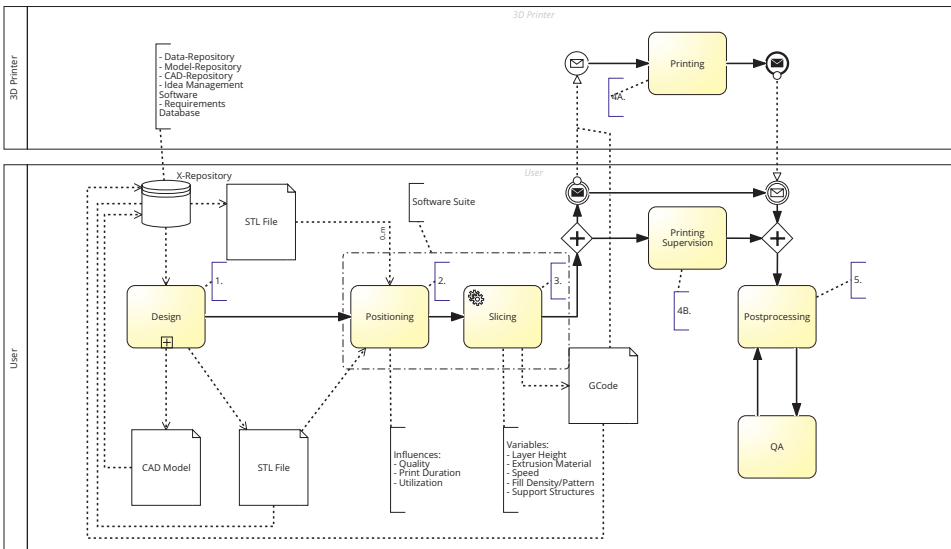 3D Printer
3D Printer
- Data-Repository
- Model-Repository
- CAD-Repository
- Idea Management
Software
- Requirements
Database
Printing
4A.
User
User
X-Repository
STL File
Software Suite
0..n
Printing
Supervision
1.
2.
3.
4B.
5.
Design
Positioning
Slicing
Postprocessing
GCode
CAD Model
STL File
Influences:
- Quality
- Print Duration
- Utilization
Variables:
- Layer Height
- Extrusion Material
- Speed
- Fill Density/Pattern
- Support Structures
QA